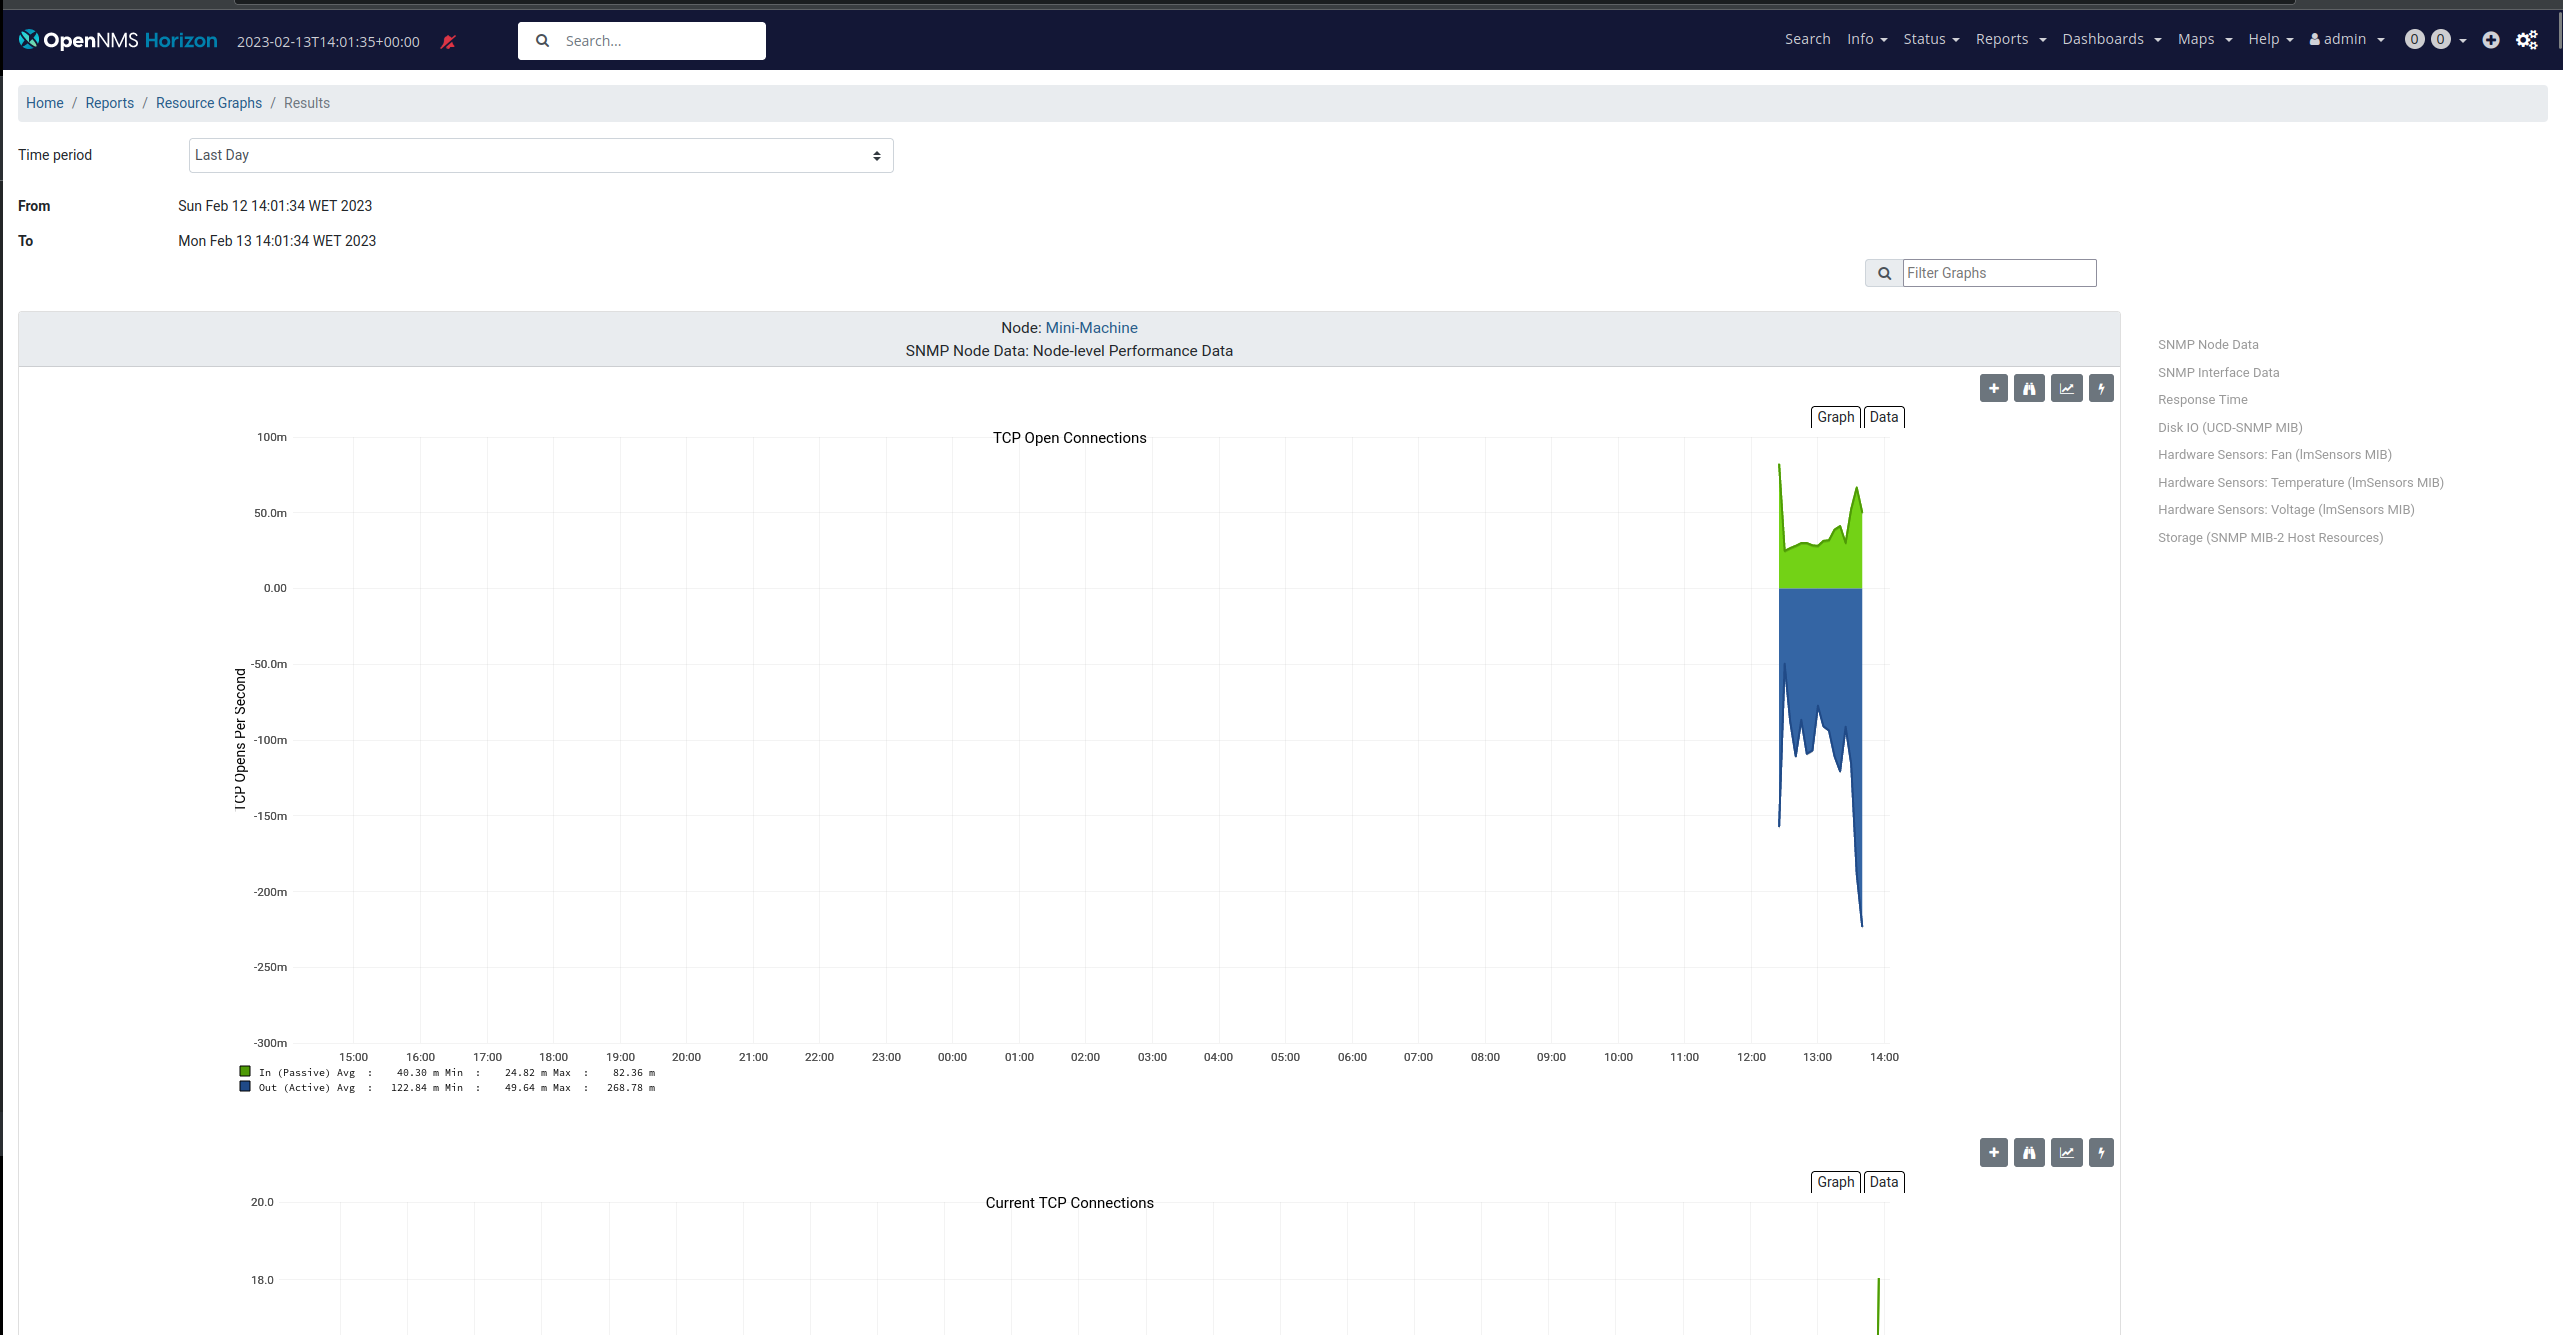 OpenNMS Horizon 2023-02-13T14:01:35+00:00 Search... Search Info Status Reports Dashboards Maps Help admin 0 0
Home / Reports / Resource Graphs / Results
Time period Last Day
From Sun Feb 12 14:01:34 WET 2023
To Mon Feb 13 14:01:34 WET 2023
Filter Graphs
Node: Mini-Machine
SNMP Node Data: Node-level Performance Data
SNMP Node Data
SNMP Interface Data
Response Time
Disk IO (UCD-SNMP MIB)
Hardware Sensors: Fan (lmSensors MIB)
Hardware Sensors: Temperature (lmSensors MIB)
Hardware Sensors: Voltage (lmSensors MIB)
Storage (SNMP MIB-2 Host Resources)
Graph Data
TCP Open Connections
100m
50.0m
0.00
-50.0m
-100m
-150m
-200m
-250m
-300m
TCP Opens Per Second
15:00 16:00 17:00 18:00 19:00 20:00 21:00 22:00 23:00 00:00 01:00 02:00 03:00 04:00 05:00 06:00 07:00 08:00 09:00 10:00 11:00 12:00 13:00 14:00
In (Passive) Avg : 40.30 m Min : 24.82 m Max : 82.36 m
Out (Active) Avg : 122.84 m Min : 49.64 m Max : 268.78 m
Graph Data
Current TCP Connections
20.0
18.0